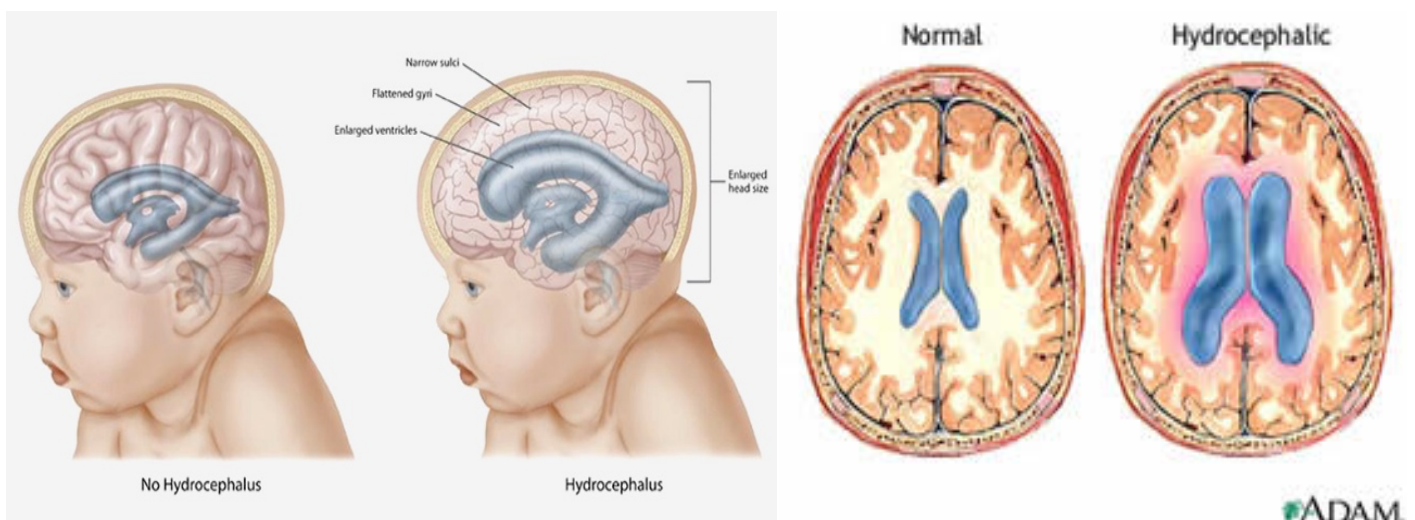 Narrow sulci
Flattened gyri
Enlarged ventricles
Enlarged
head size
No Hydrocephalus
Hydrocephalus
Normal
Hydrocephalic
ADAM.